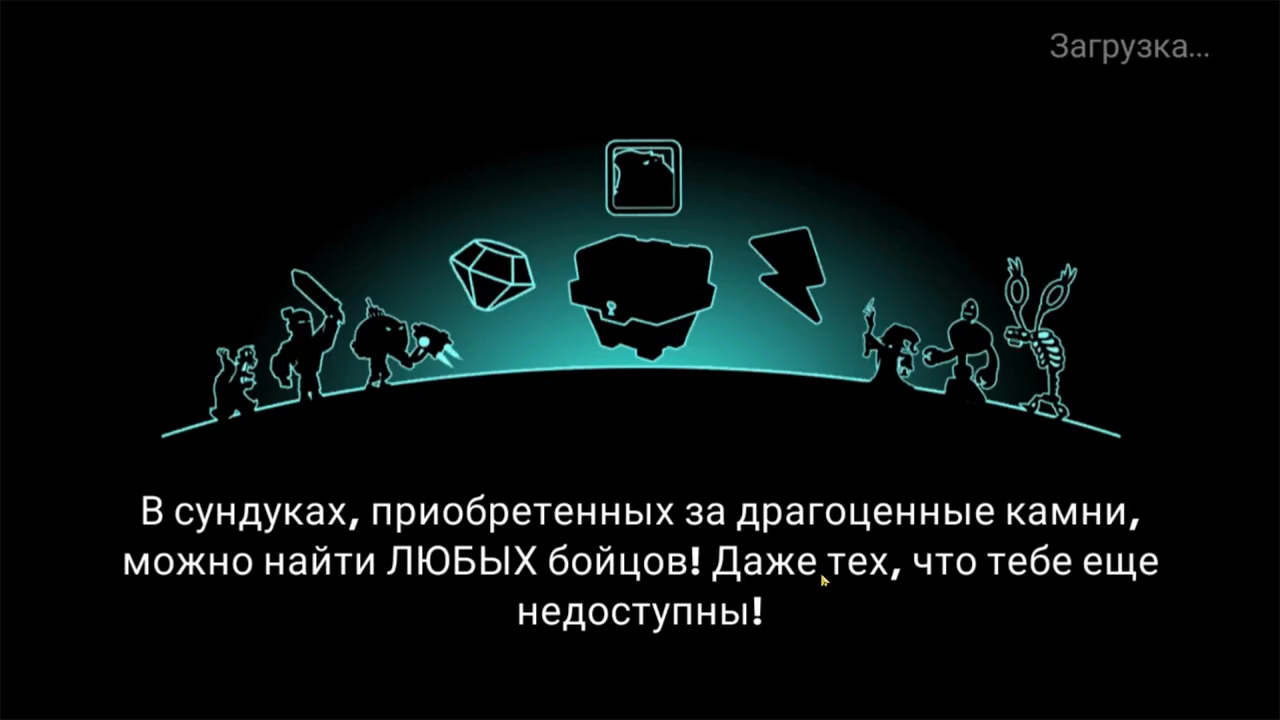 Загрузка...
В сундуках, приобретенных за драгоценные камни,
можно найти ЛЮБЫХ бойцов! Даже тех, что тебе еще
недоступны!